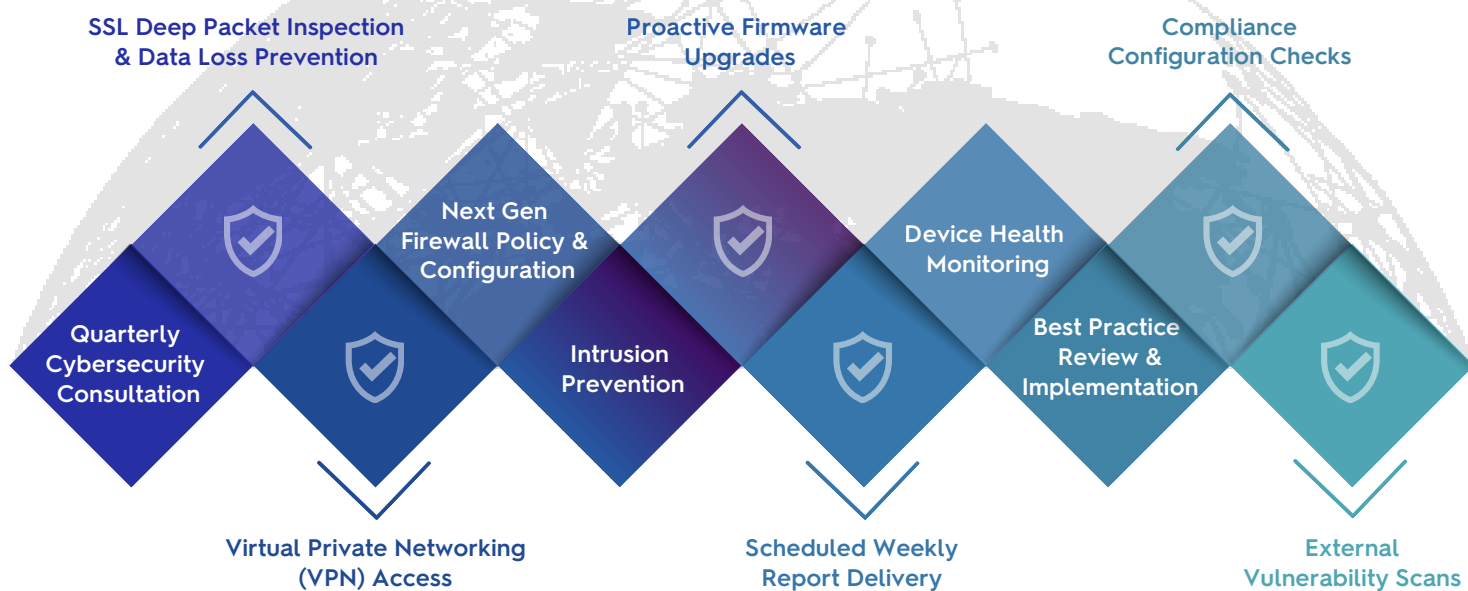 SSL Deep Packet Inspection
& Data Loss Prevention
Proactive Firmware
Upgrades
Compliance
Configuration Checks
Next Gen
Firewall Policy &
Configuration
Device Health
Monitoring
Quarterly
Cybersecurity
Consultation
Intrusion
Prevention
Best Practice
Review &
Implementation
Virtual Private Networking
(VPN) Access
Scheduled Weekly
Report Delivery
External
Vulnerability Scans